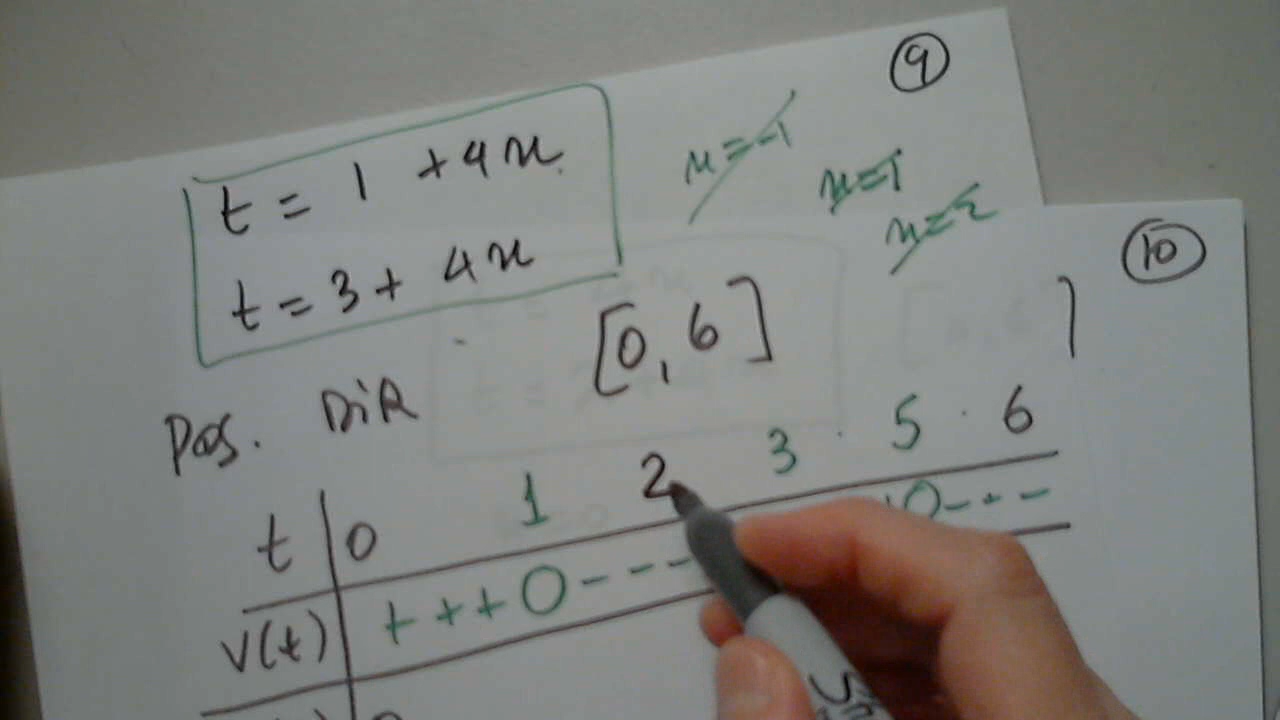 9
t = 1 + 4n
n=-1
n=1
n=2
t = 3 + 4n
10
[0, 6]
]
Pos. DiR
t 0 1 2 3 5 6
v(t) + + + 0 - - - 0 - - -